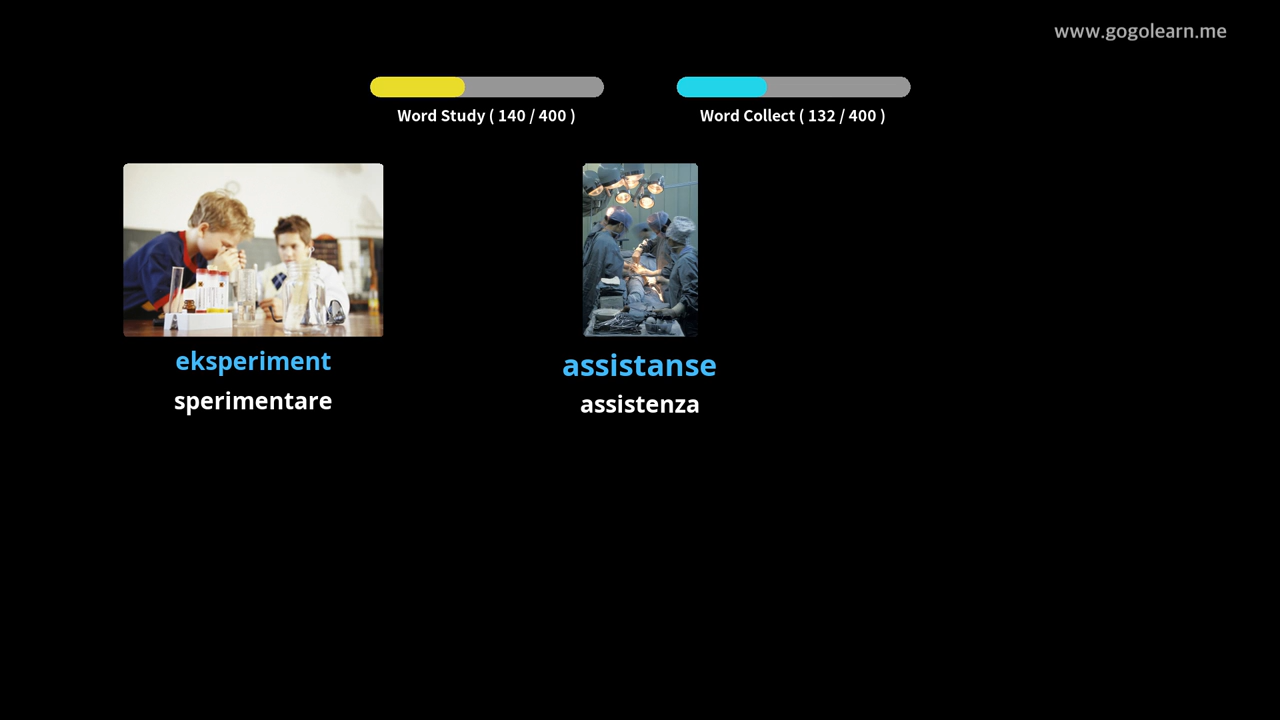 www.gogolearn.me
Word Study ( 140 / 400 )
Word Collect ( 132 / 400 )
eksperiment
sperimentare
assistanse
assistenza